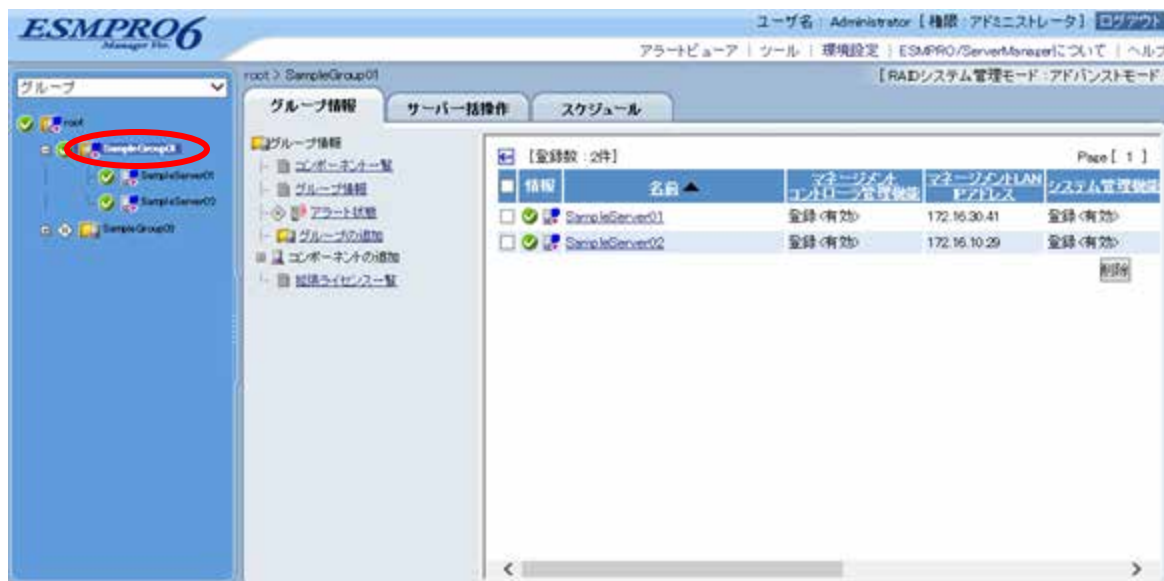 ESMPRO6
Manager Ver.
ユーザ名 : Administrator [ 権限 : アドミニストレータ] ログアウト
アラートビューア | ツール | 環境設定 | ESMPRO/ServerManagerについて | ヘルプ
グループ
root
SampleGroup01
SampleServer01
SampleServer02
SampleGroup02
root > SampleGroup01
[ RAIDシステム管理モード : アドバンストモード
グループ情報
サーバー括操作
スケジュール
グループ情報
コンポーネント一覧
グループ情報
アラート状態
グループの追加
コンポーネントの追加
拡張ライセンス一覧
[登録数 : 2件]
Page [ 1 ]
情報 名前▲ マネージメントコントローラ管理機能 マネージメントLAN IPアドレス システム管理機能
SampleServer01 登録<有効> 172.16.30.41 登録<有効>
SampleServer02 登録<有効> 172.16.10.29 登録<有効>
削除